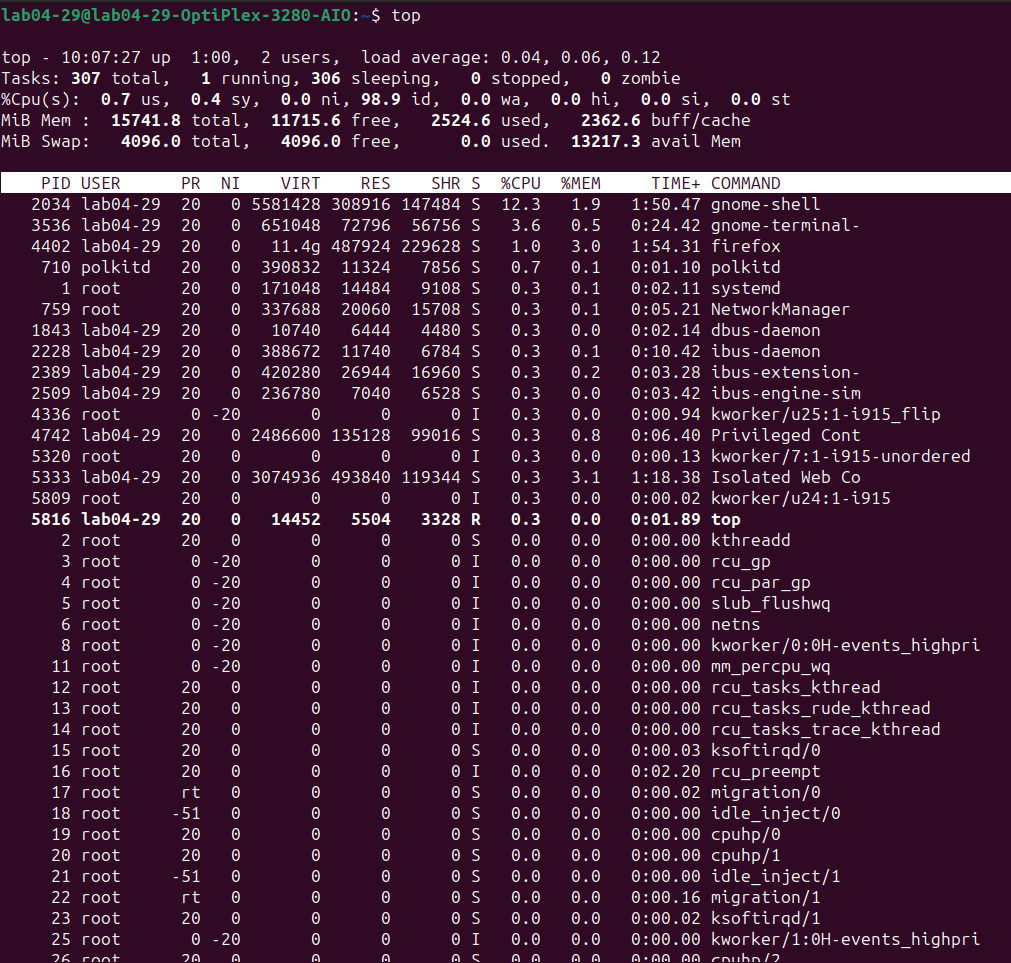 lab04-29@lab04-29-OptiPlex-3280-AIO:~$ top
top - 10:07:27 up  1:00,  2 users,  load average: 0.04, 0.06, 0.12
Tasks: 307 total,   1 running, 306 sleeping,   0 stopped,   0 zombie
%Cpu(s):  0.7 us,  0.4 sy,  0.0 ni, 98.9 id,  0.0 wa,  0.0 hi,  0.0 si,  0.0 st
MiB Mem :  15741.8 total,  11715.6 free,   2524.6 used,   2362.6 buff/cache
MiB Swap:   4096.0 total,   4096.0 free,      0.0 used.  13217.3 avail Mem
PID USER      PR  NI    VIRT    RES    SHR S  %CPU  %MEM     TIME+ COMMAND
2034 lab04-29  20   0 5581428 308916 147484 S  12.3   1.9   1:50.47 gnome-shell
3536 lab04-29  20   0  651048  72796  56756 S   3.6   0.5   0:24.42 gnome-terminal-
4402 lab04-29  20   0   11.4g 487924 229628 S   1.0   3.0   1:54.31 firefox
710 polkitd   20   0  390832  11324   7856 S   0.7   0.1   0:01.10 polkitd
1 root      20   0  171048  14484   9108 S   0.3   0.1   0:02.11 systemd
759 root      20   0  337688  20060  15708 S   0.3   0.1   0:05.21 NetworkManager
1843 lab04-29  20   0   10740   6444   4480 S   0.3   0.0   0:02.14 dbus-daemon
2228 lab04-29  20   0  388672  11740   6784 S   0.3   0.1   0:10.42 ibus-daemon
2389 lab04-29  20   0  420280  26944  16960 S   0.3   0.2   0:03.28 ibus-extension-
2509 lab04-29  20   0  236780   7040   6528 S   0.3   0.0   0:03.42 ibus-engine-sim
4336 root       0 -20       0      0      0 I   0.3   0.0   0:00.94 kworker/u25:1-i915_flip
4742 lab04-29  20   0 2486600 135128  99016 S   0.3   0.8   0:06.40 Privileged Cont
5320 root      20   0       0      0      0 I   0.3   0.0   0:00.13 kworker/7:1-i915-unordered
5333 lab04-29  20   0 3074936 493840 119344 S   0.3   3.1   1:18.38 Isolated Web Co
5809 root      20   0       0      0      0 I   0.3   0.0   0:00.02 kworker/u24:1-i915
5816 lab04-29  20   0   14452   5504   3328 R   0.3   0.0   0:01.89 top
2 root      20   0       0      0      0 S   0.0   0.0   0:00.00 kthreadd
3 root       0 -20       0      0      0 I   0.0   0.0   0:00.00 rcu_gp
4 root       0 -20       0      0      0 I   0.0   0.0   0:00.00 rcu_par_gp
5 root       0 -20       0      0      0 I   0.0   0.0   0:00.00 slub_flushwq
6 root       0 -20       0      0      0 I   0.0   0.0   0:00.00 netns
8 root       0 -20       0      0      0 I   0.0   0.0   0:00.00 kworker/0:0H-events_highpri
11 root       0 -20       0      0      0 I   0.0   0.0   0:00.00 mm_percpu_wq
12 root      20   0       0      0      0 I   0.0   0.0   0:00.00 rcu_tasks_kthread
13 root      20   0       0      0      0 I   0.0   0.0   0:00.00 rcu_tasks_rude_kthread
14 root      20   0       0      0      0 I   0.0   0.0   0:00.00 rcu_tasks_trace_kthread
15 root      20   0       0      0      0 S   0.0   0.0   0:00.03 ksoftirqd/0
16 root      20   0       0      0      0 I   0.0   0.0   0:02.20 rcu_preempt
17 root      rt   0       0      0      0 S   0.0   0.0   0:00.02 migration/0
18 root     -51   0       0      0      0 S   0.0   0.0   0:00.00 idle_inject/0
19 root      20   0       0      0      0 S   0.0   0.0   0:00.00 cpuhp/0
20 root      20   0       0      0      0 S   0.0   0.0   0:00.00 cpuhp/1
21 root     -51   0       0      0      0 S   0.0   0.0   0:00.00 idle_inject/1
22 root      rt   0       0      0      0 S   0.0   0.0   0:00.16 migration/1
23 root      20   0       0      0      0 S   0.0   0.0   0:00.02 ksoftirqd/1
25 root       0 -20       0      0      0 I   0.0   0.0   0:00.00 kworker/1:0H-events_highpri
26 root      20   0       0      0      0 S   0.0   0.0   0:00.00 cpuhp/2